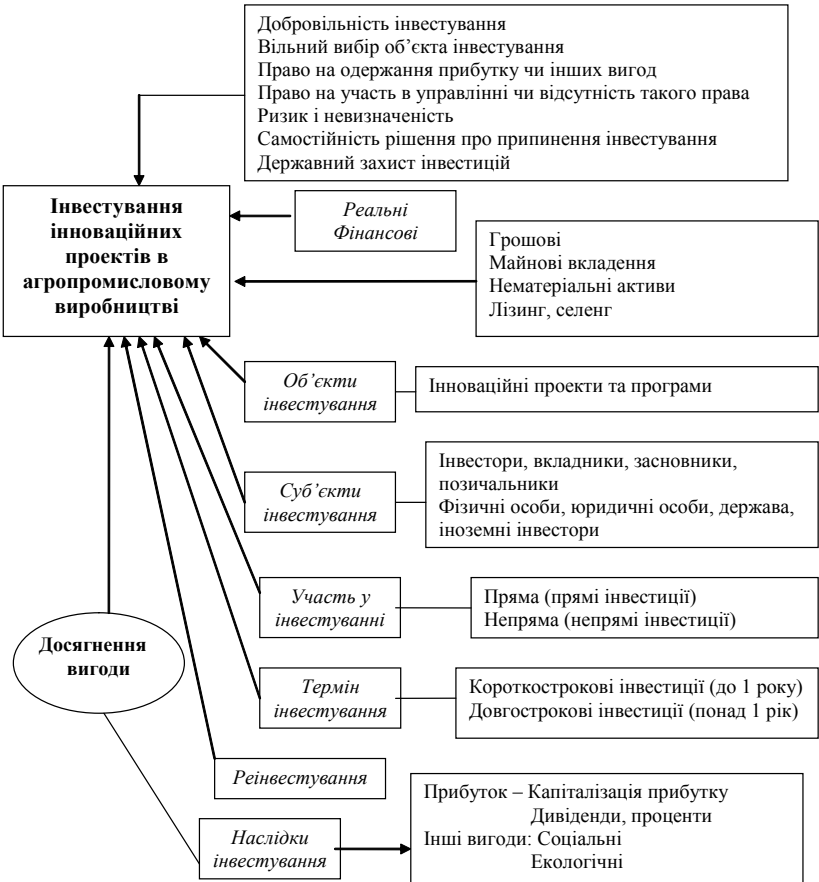 Добровільність інвестування
Вільний вибір об’єкта інвестування
Право на одержання прибутку чи інших вигод
Право на участь в управлінні чи відсутність такого права
Ризик і невизначеність
Самостійність рішення про припинення інвестування
Державний захист інвестицій
Інвестування
інноваційних
проектів в
агропромисловому
виробництві
Реальні
Фінансові
Грошові
Майнові вкладення
Нематеріальні активи
Лізинг, селенг
Об’єкти
інвестування
Інноваційні проекти та програми
Суб’єкти
інвестування
Інвестори, вкладники, засновники,
позичальники
Фізичні особи, юридичні особи, держава,
іноземні інвестори
Участь у
інвестуванні
Пряма (прямі інвестиції)
Непряма (непрямі інвестиції)
Досягнення
вигоди
Термін
інвестування
Короткострокові інвестиції (до 1 року)
Довгострокові інвестиції (понад 1 рік)
Реінвестування
Наслідки
інвестування
Прибуток – Капіталізація прибутку
Дивіденди, проценти
Інші вигоди: Соціальні
Екологічні